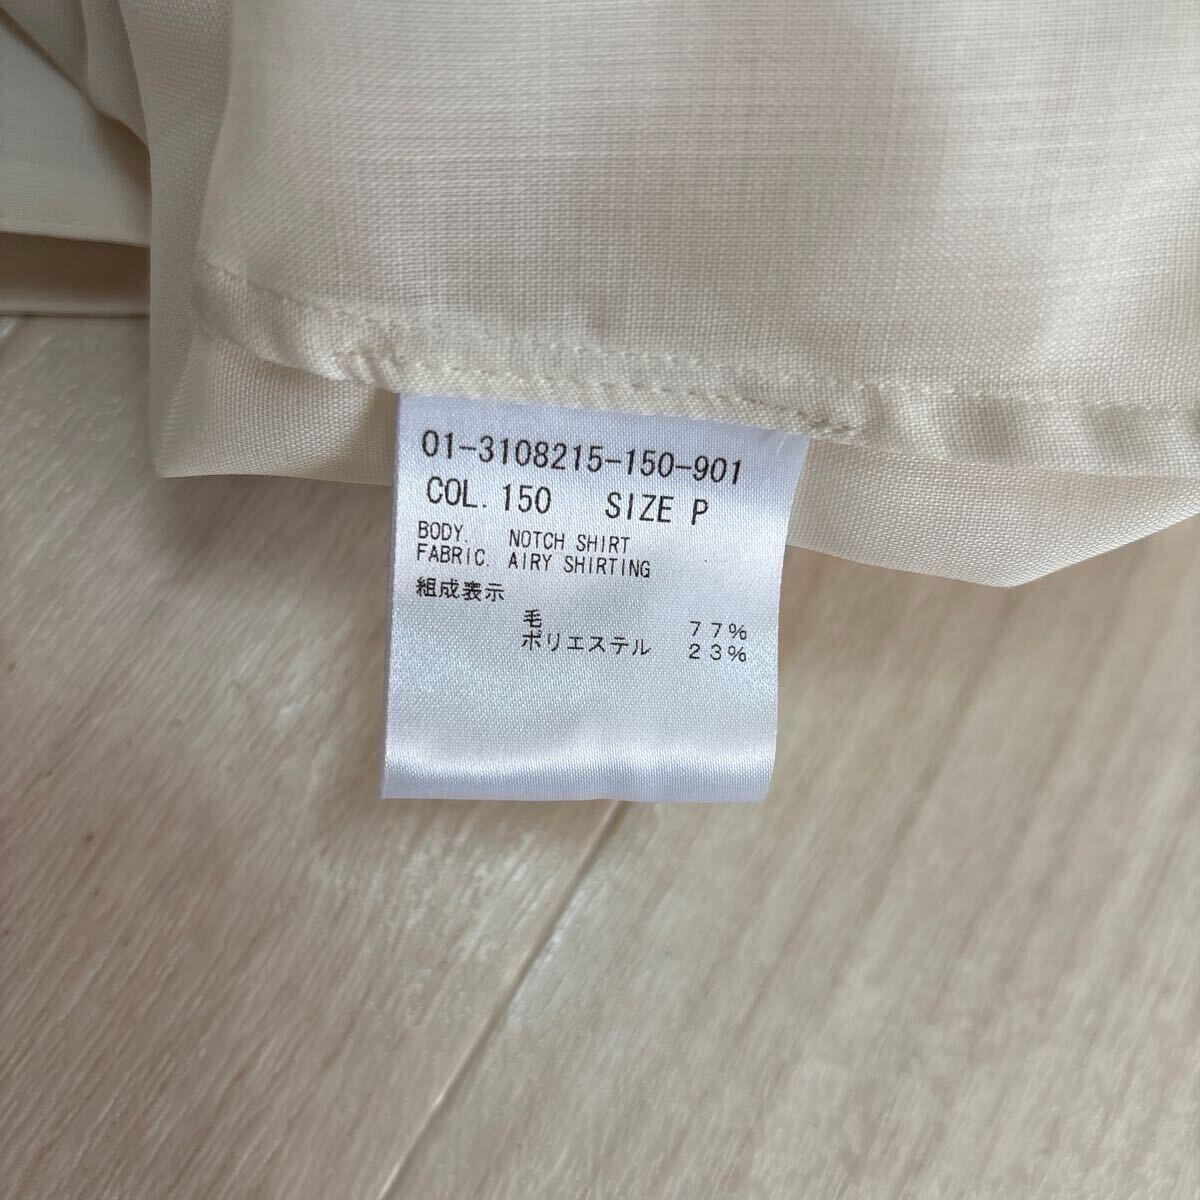 01-3108215-150-901
COL. 150 SIZE P
BODY. NOTCH SHIRT
FABRIC. AIRY SHIRTING
組成表示
毛 77%
ポリエステル 23%